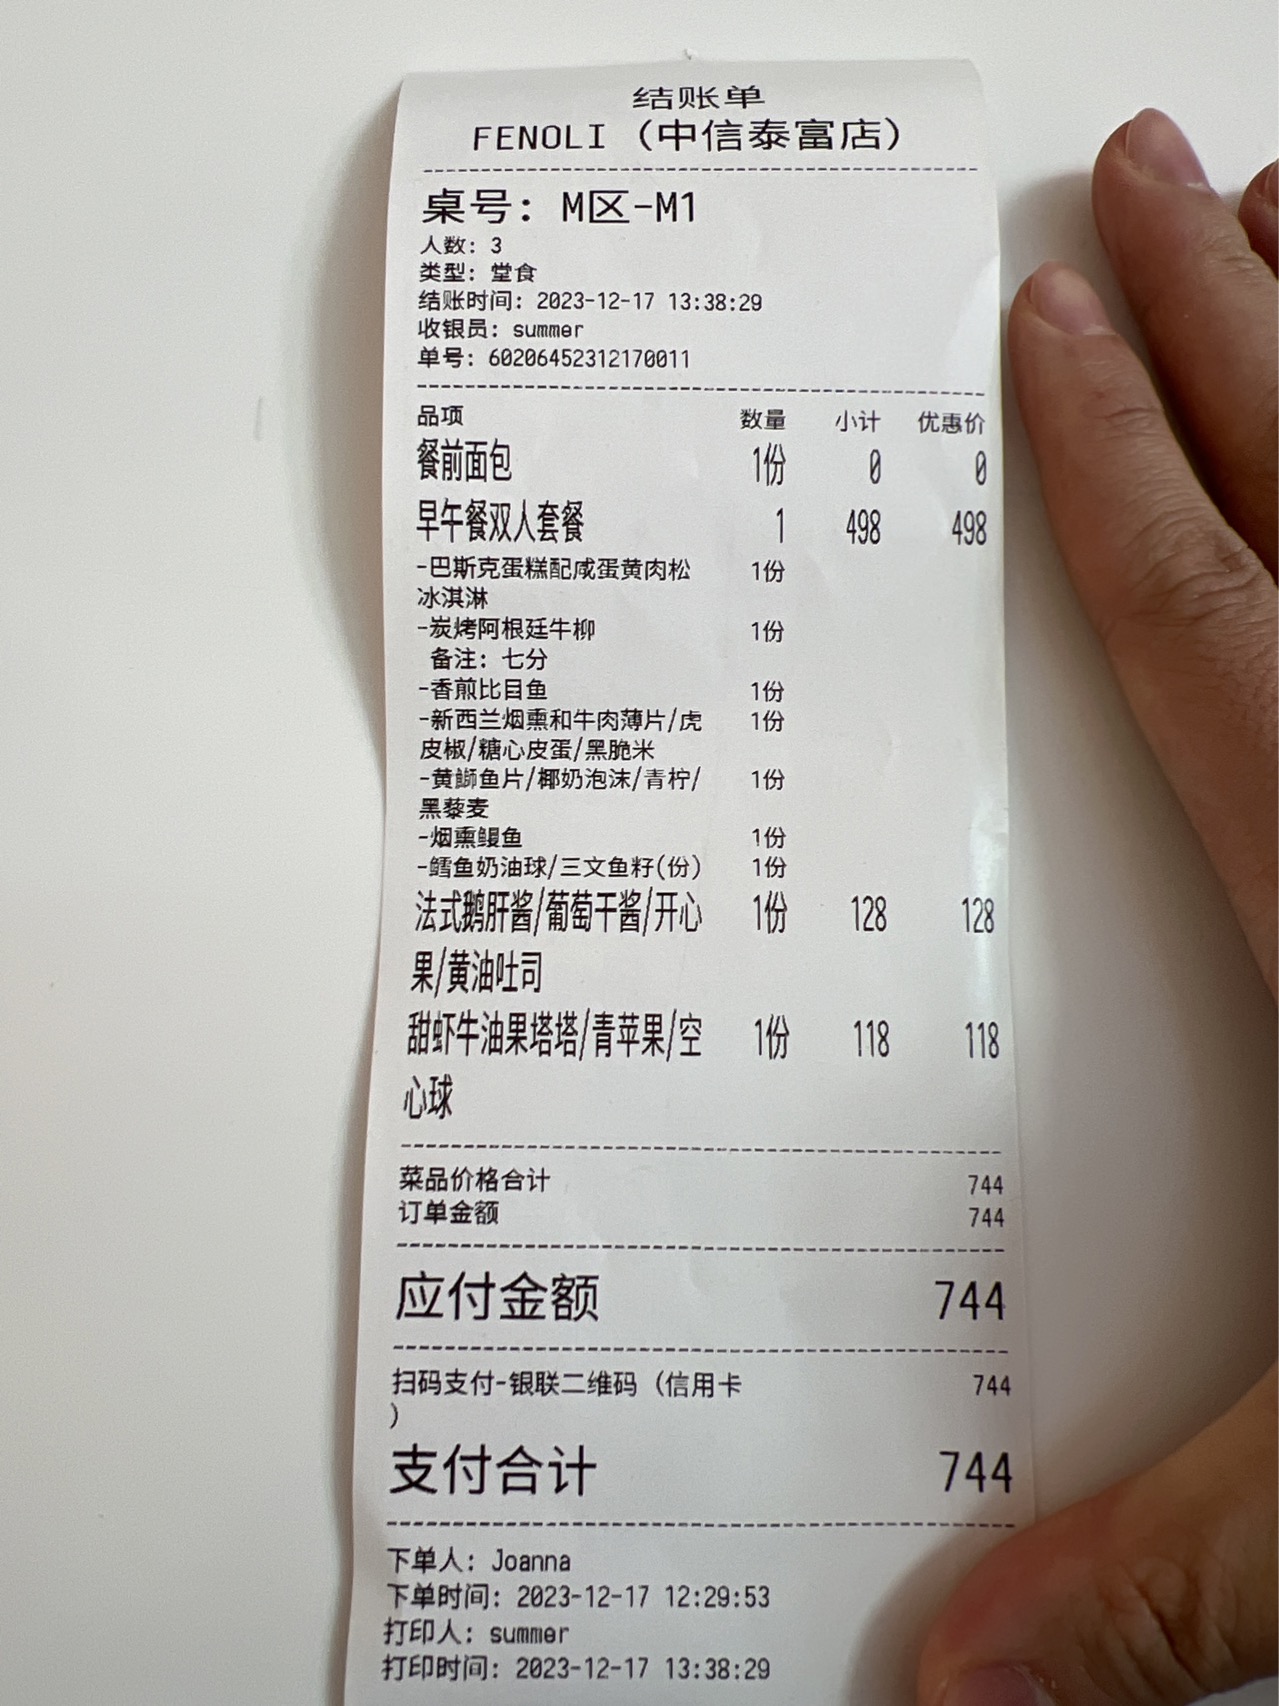 结账单
FENOLI（中信泰富店）
桌号：M区-M1
人数：3
类型：堂食
结账时间：2023-12-17 13:38:29
收银员：summer
单号：60206452312170011
品项 数量 小计 优惠价
餐前面包 1份 0 0
早午餐双人套餐 1 498 498
-巴斯克蛋糕配咸蛋黄肉松 1份
冰淇淋
-炭烤阿根廷牛柳 1份
备注：七分
-香煎比目鱼 1份
-新西兰烟熏和牛肉薄片/虎 1份
皮椒/糖心皮蛋/黑脆米
-黄鰤鱼片/椰奶泡沫/青柠/ 1份
黑藜麦
-烟熏鳗鱼 1份
-鳕鱼奶油球/三文鱼籽(份) 1份
法式鹅肝酱/葡萄干酱/开心 1份 128 128
果/黄油吐司
甜虾牛油果塔塔/青苹果/空 1份 118 118
心球
菜品价格合计 744
订单金额 744
应付金额 744
扫码支付-银联二维码（信用卡 744
）
支付合计 744
下单人：Joanna
下单时间：2023-12-17 12:29:53
打印人：summer
打印时间：2023-12-17 13:38:29